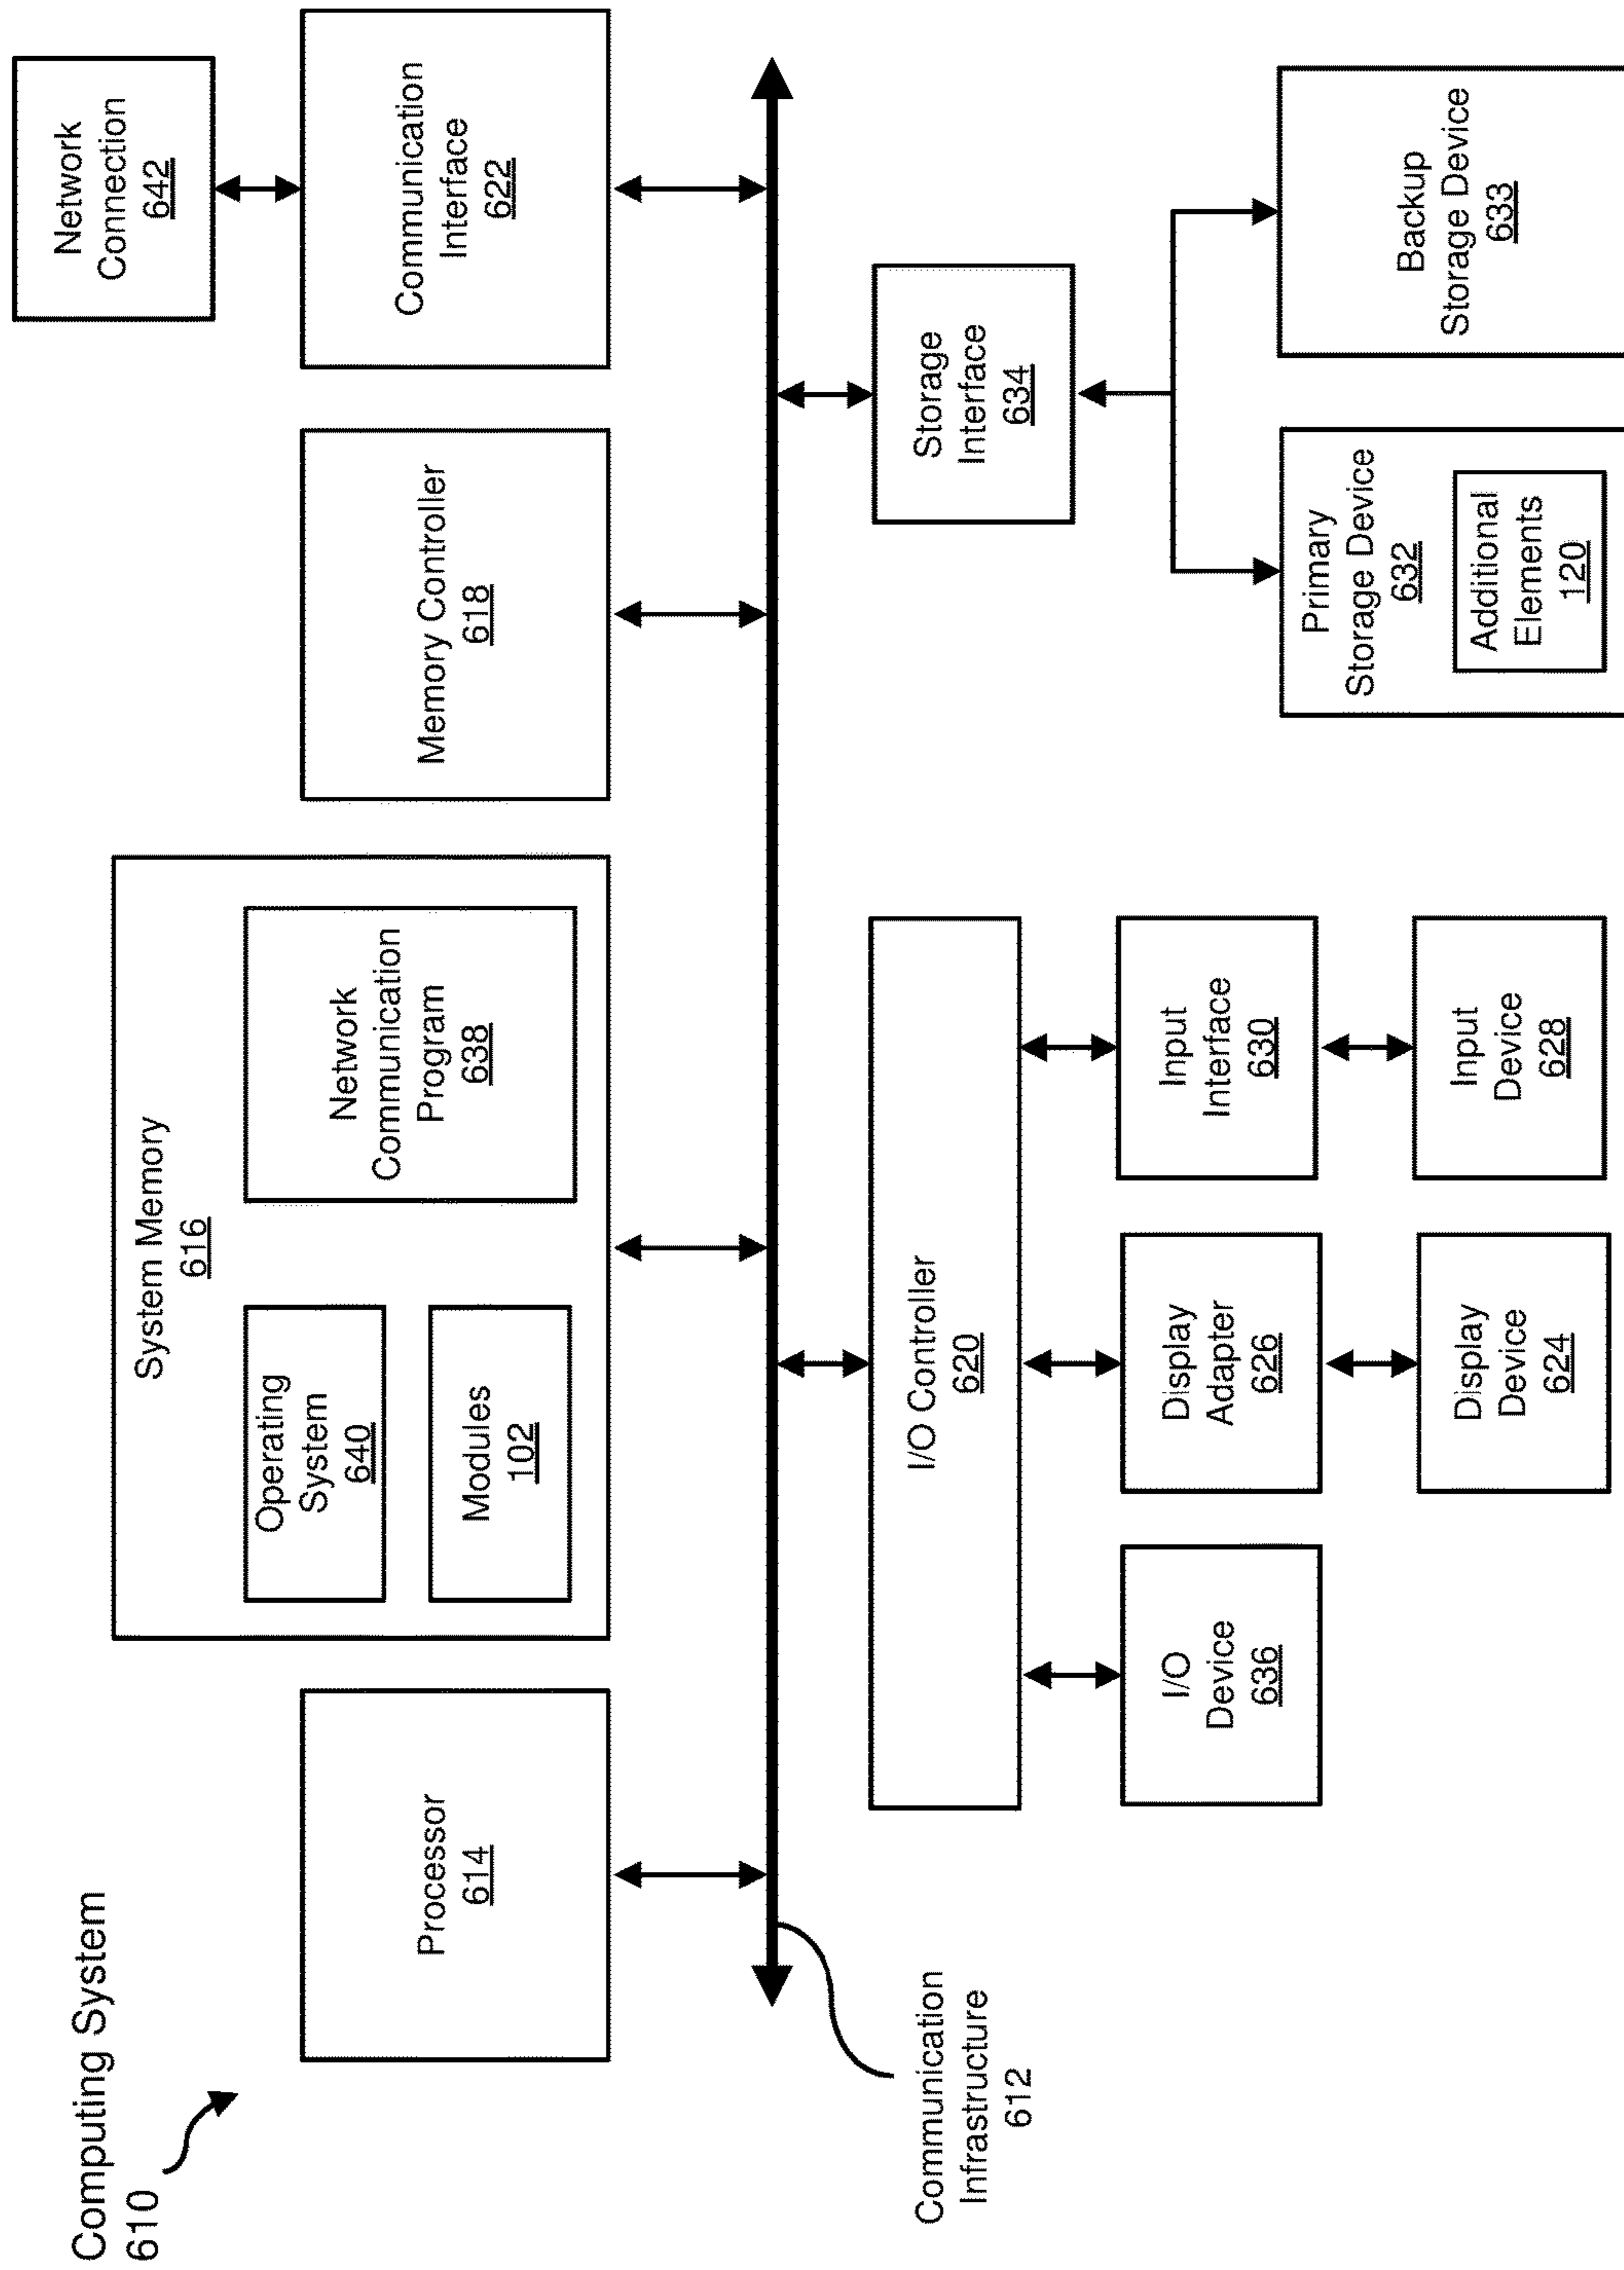 Computing System
610
Network
Connection
642
System Memory
616
Operating
System
640
Modules
102
Network
Communication
Program
638
Processor
614
Memory Controller
618
Communication
Interface
622
Communication
Infrastructure
612
I/O Controller
620
Storage
Interface
634
I/O
Device
636
Display
Adapter
626
Input
Interface
630
Display
Device
624
Input
Device
628
Primary
Storage Device
632
Additional
Elements
120
Backup
Storage Device
633